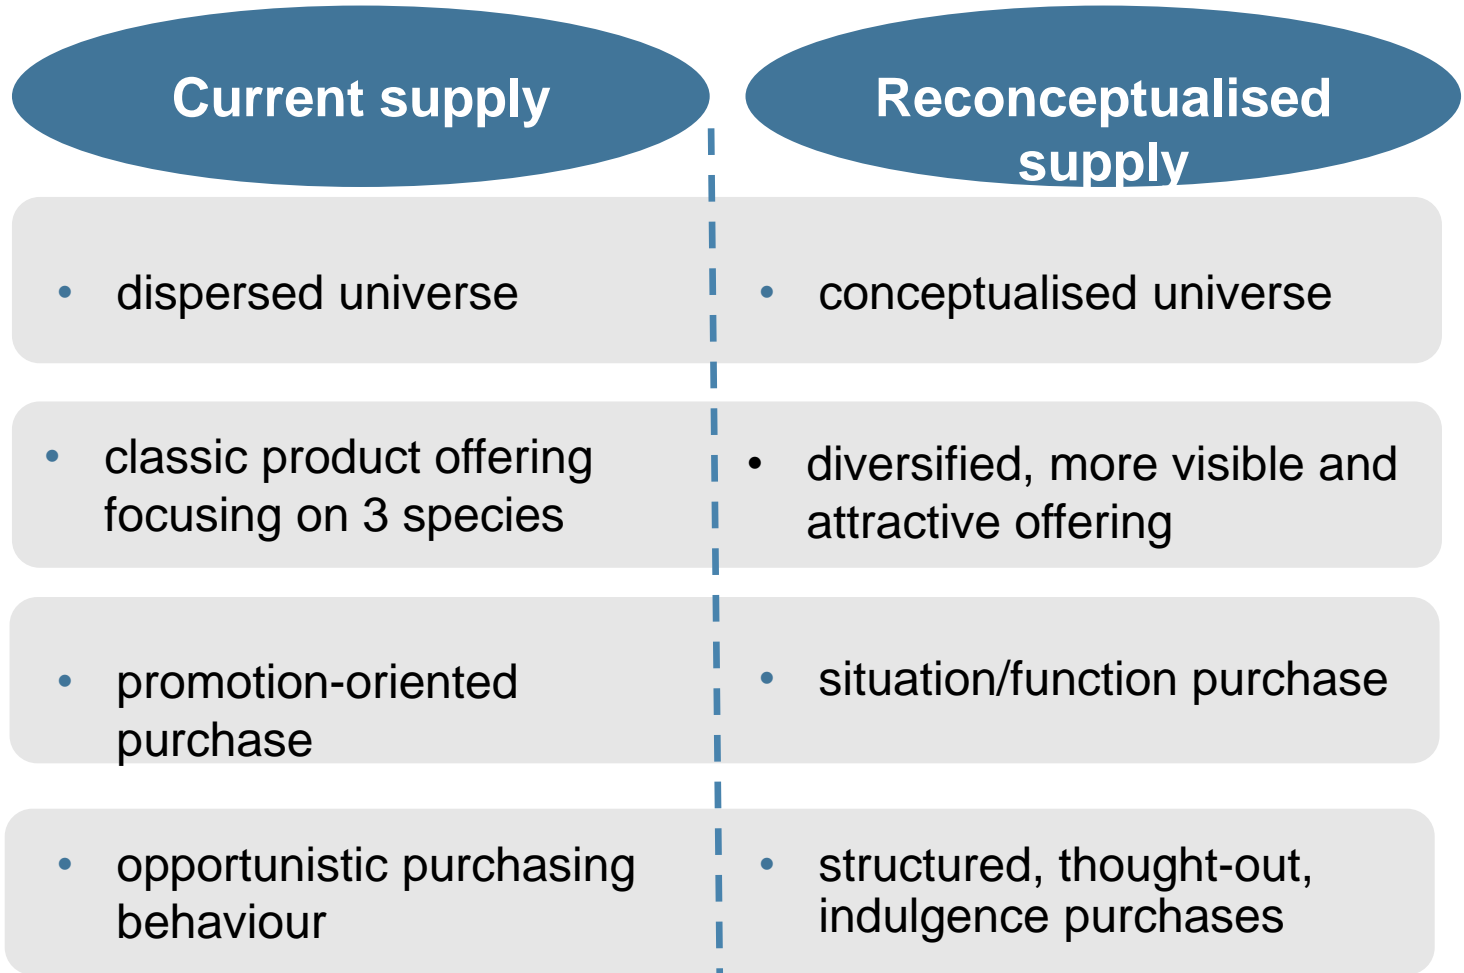 Current supply
Reconceptualised
supply
• dispersed universe
• conceptualised universe
• classic product offering
focusing on 3 species
• diversified, more visible and
attractive offering
• promotion-oriented
purchase
• situation/function purchase
• opportunistic purchasing
behaviour
• structured, thought-out,
indulgence purchases